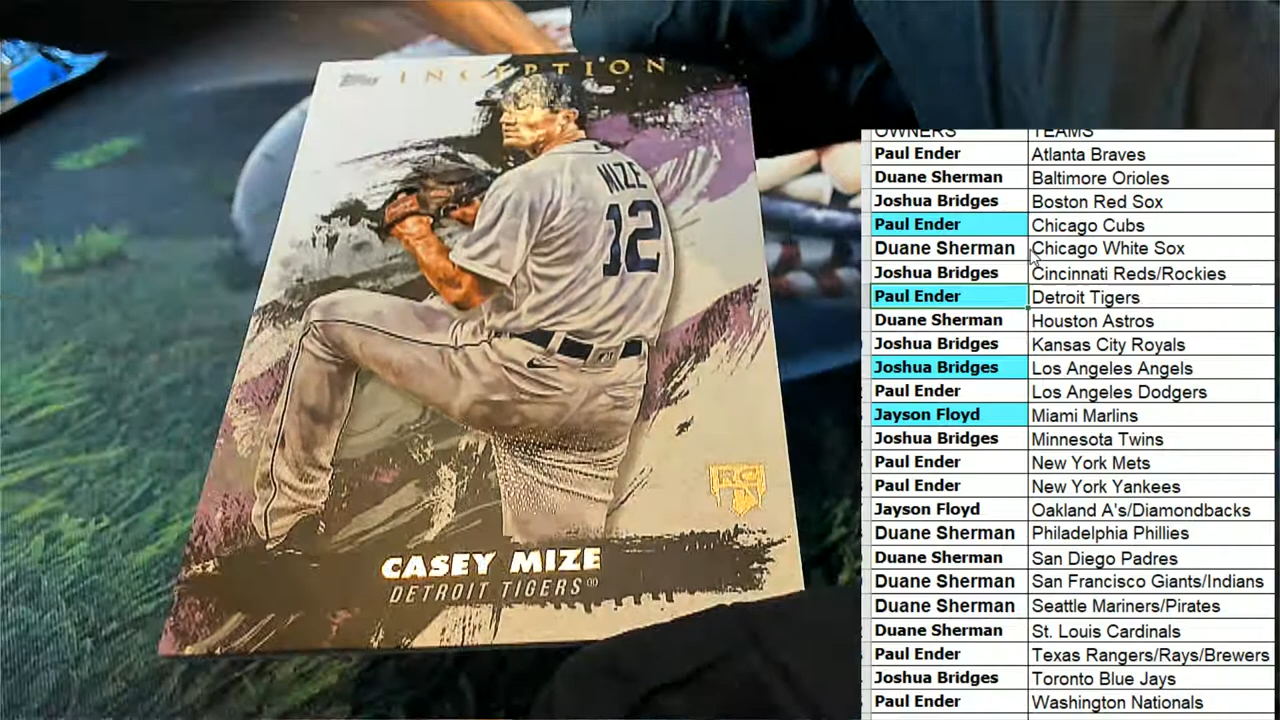 Topps INCEPTION
MIZE
12
RC
CASEY MIZE
DETROIT TIGERS
OWNERS TEAMS
Paul Ender Atlanta Braves
Duane Sherman Baltimore Orioles
Joshua Bridges Boston Red Sox
Paul Ender Chicago Cubs
Duane Sherman Chicago White Sox
Joshua Bridges Cincinnati Reds/Rockies
Paul Ender Detroit Tigers
Duane Sherman Houston Astros
Joshua Bridges Kansas City Royals
Joshua Bridges Los Angeles Angels
Paul Ender Los Angeles Dodgers
Jayson Floyd Miami Marlins
Joshua Bridges Minnesota Twins
Paul Ender New York Mets
Paul Ender New York Yankees
Jayson Floyd Oakland A's/Diamondbacks
Duane Sherman Philadelphia Phillies
Duane Sherman San Diego Padres
Duane Sherman San Francisco Giants/Indians
Duane Sherman Seattle Mariners/Pirates
Duane Sherman St. Louis Cardinals
Paul Ender Texas Rangers/Rays/Brewers
Joshua Bridges Toronto Blue Jays
Paul Ender Washington Nationals